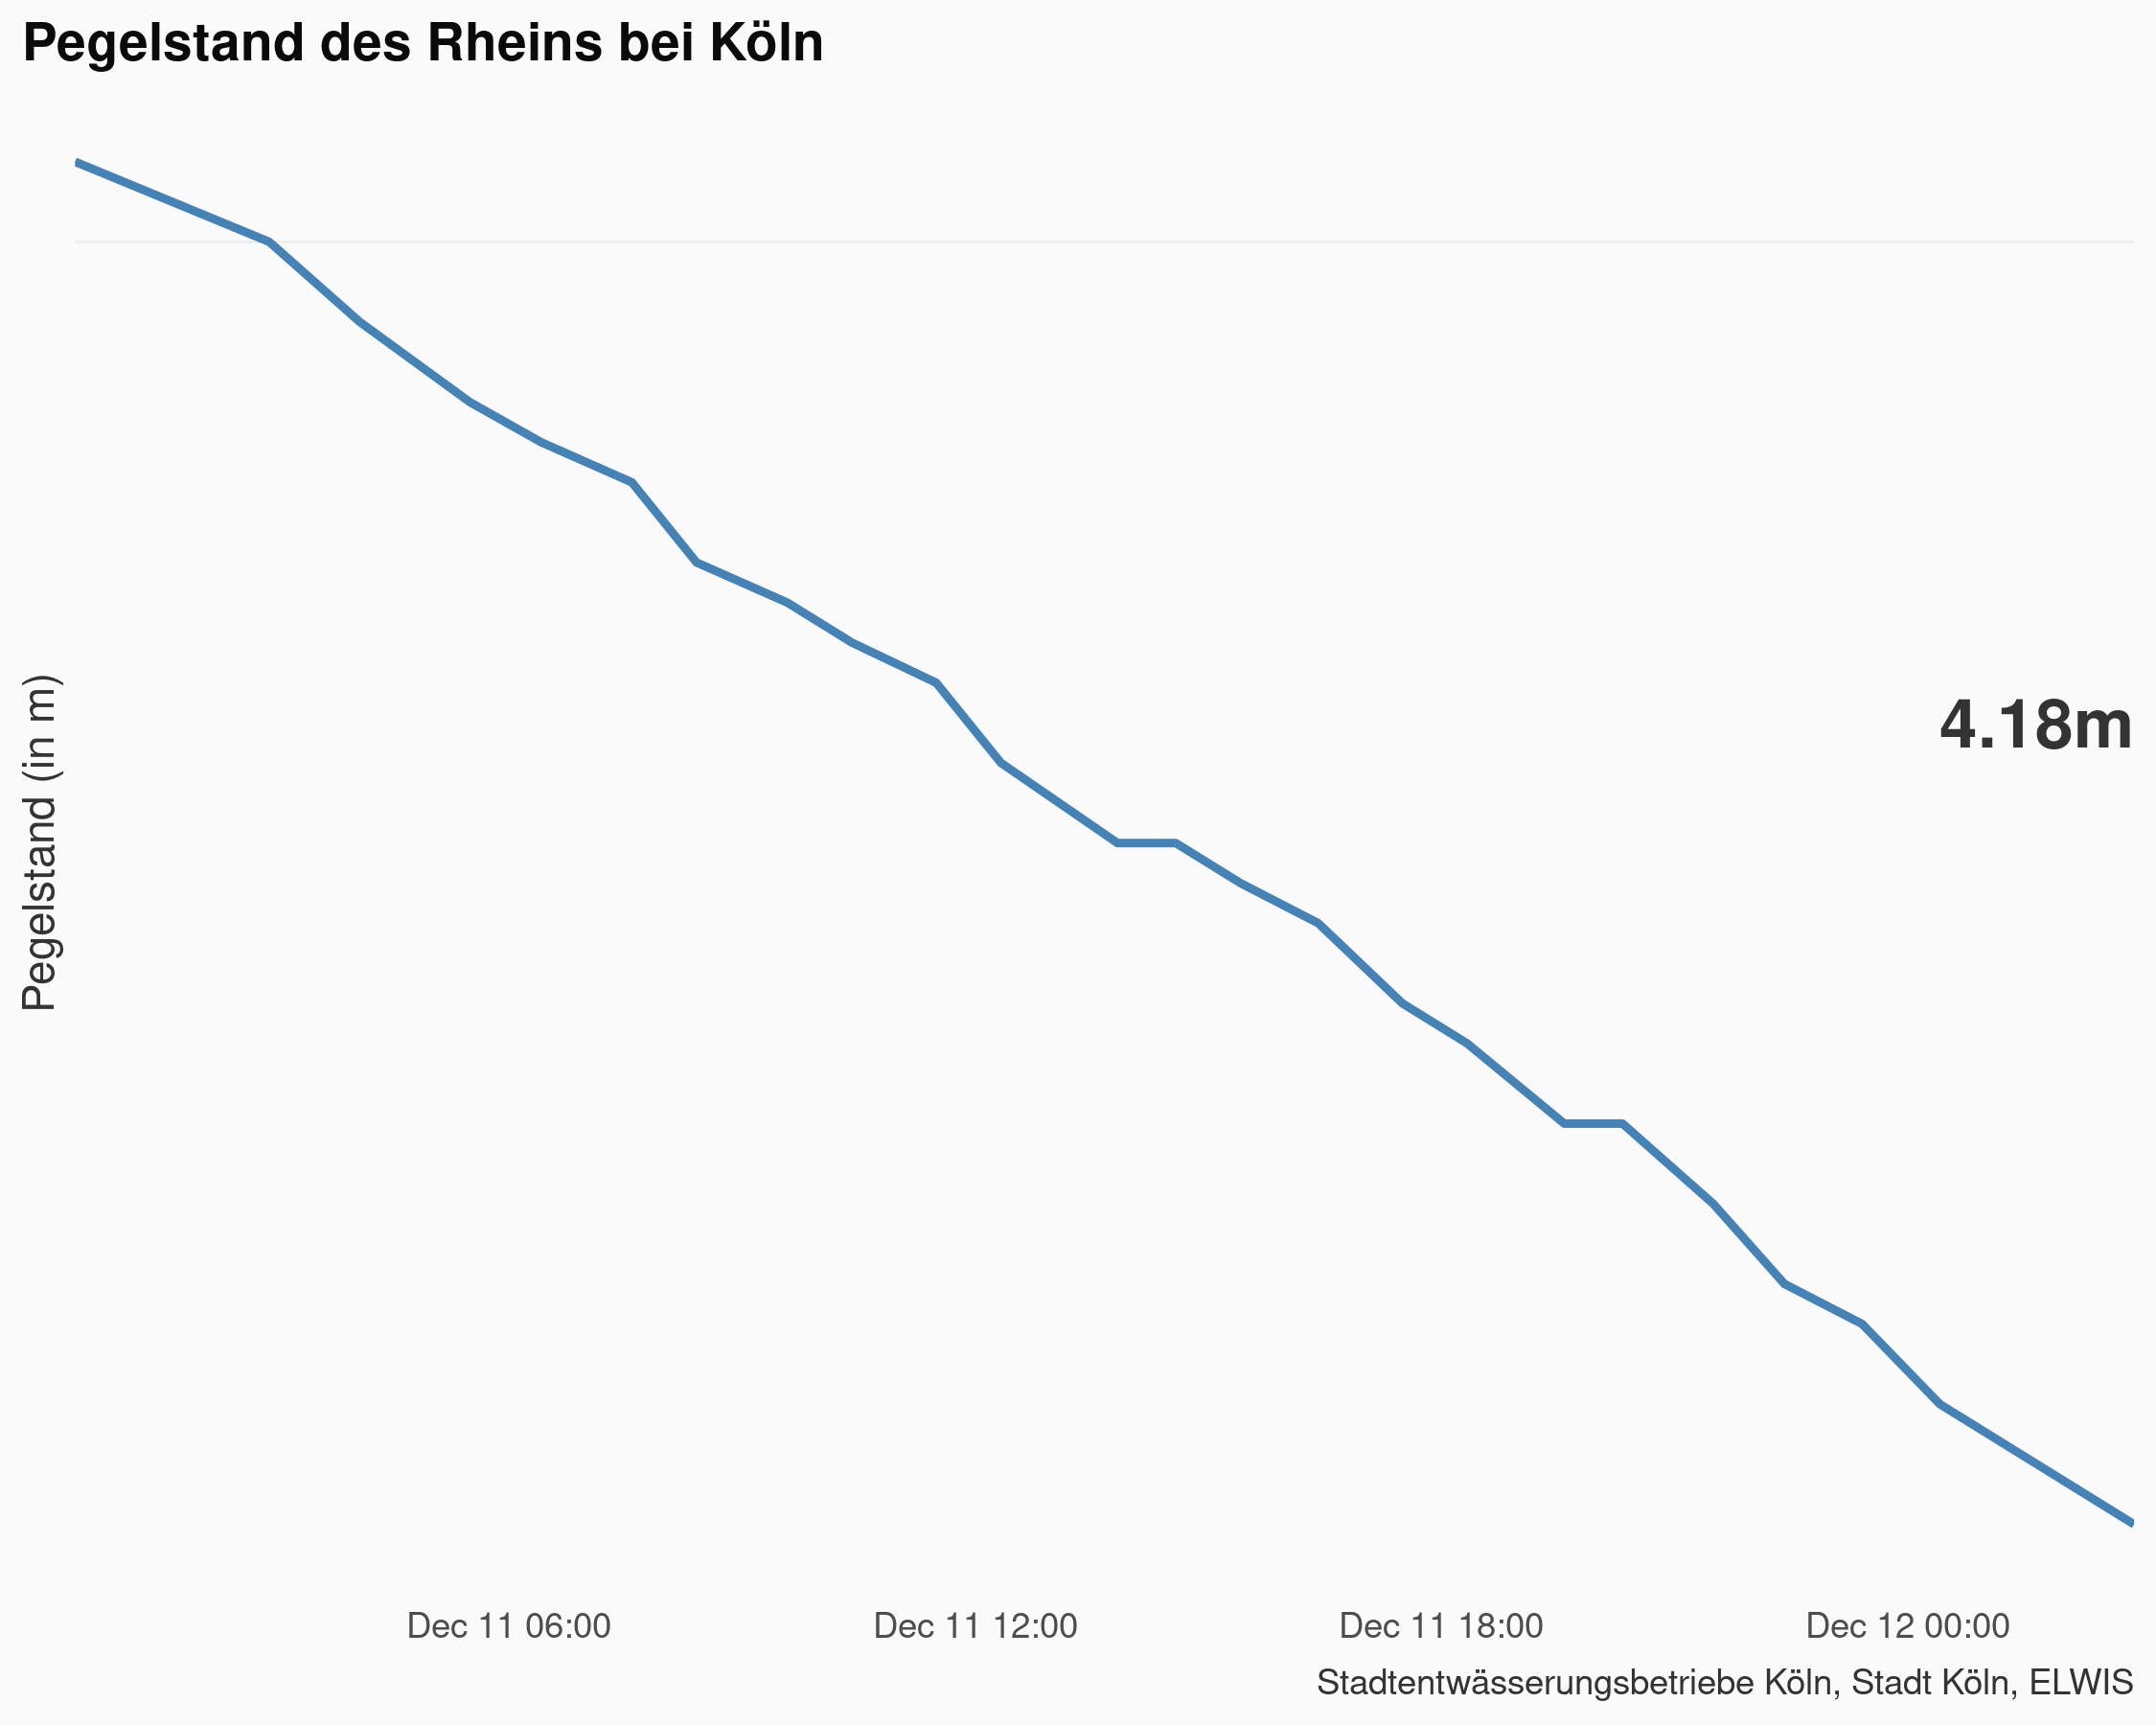 Pegelstand des Rheins bei Köln
Pegelstand (in m)
4.18m
Dec 11 06:00
Dec 11 12:00
Dec 11 18:00
Dec 12 00:00
Stadtentwässerungsbetriebe Köln, Stadt Köln, ELWIS